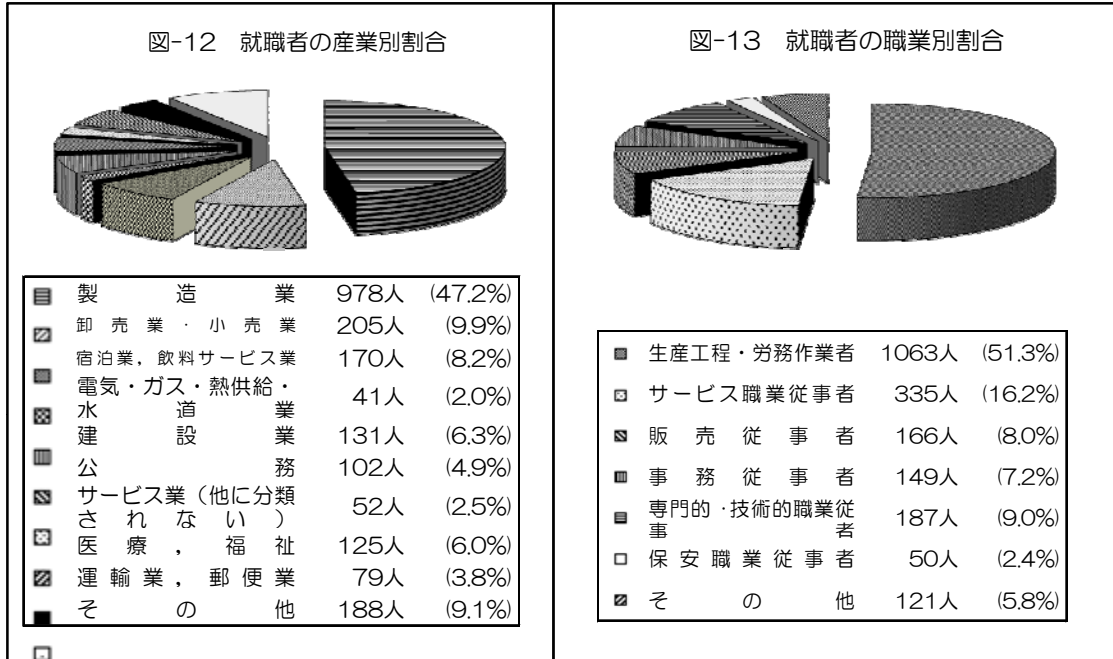 図-12 就職者の産業別割合
製造業 978人 (47.2%)
卸売業・小売業 205人 (9.9%)
宿泊業，飲料サービス業 170人 (8.2%)
電気・ガス・熱供給・
水道業 41人 (2.0%)
建設業 131人 (6.3%)
公務 102人 (4.9%)
サービス業（他に分類
されない） 52人 (2.5%)
医療，福祉 125人 (6.0%)
運輸業，郵便業 79人 (3.8%)
その他 188人 (9.1%)
図-13 就職者の職業別割合
生産工程・労務作業者 1063人 (51.3%)
サービス職業従事者 335人 (16.2%)
販売従事者 166人 (8.0%)
事務従事者 149人 (7.2%)
専門的・技術的職業従
事者 187人 (9.0%)
保安職業従事者 50人 (2.4%)
その他 121人 (5.8%)